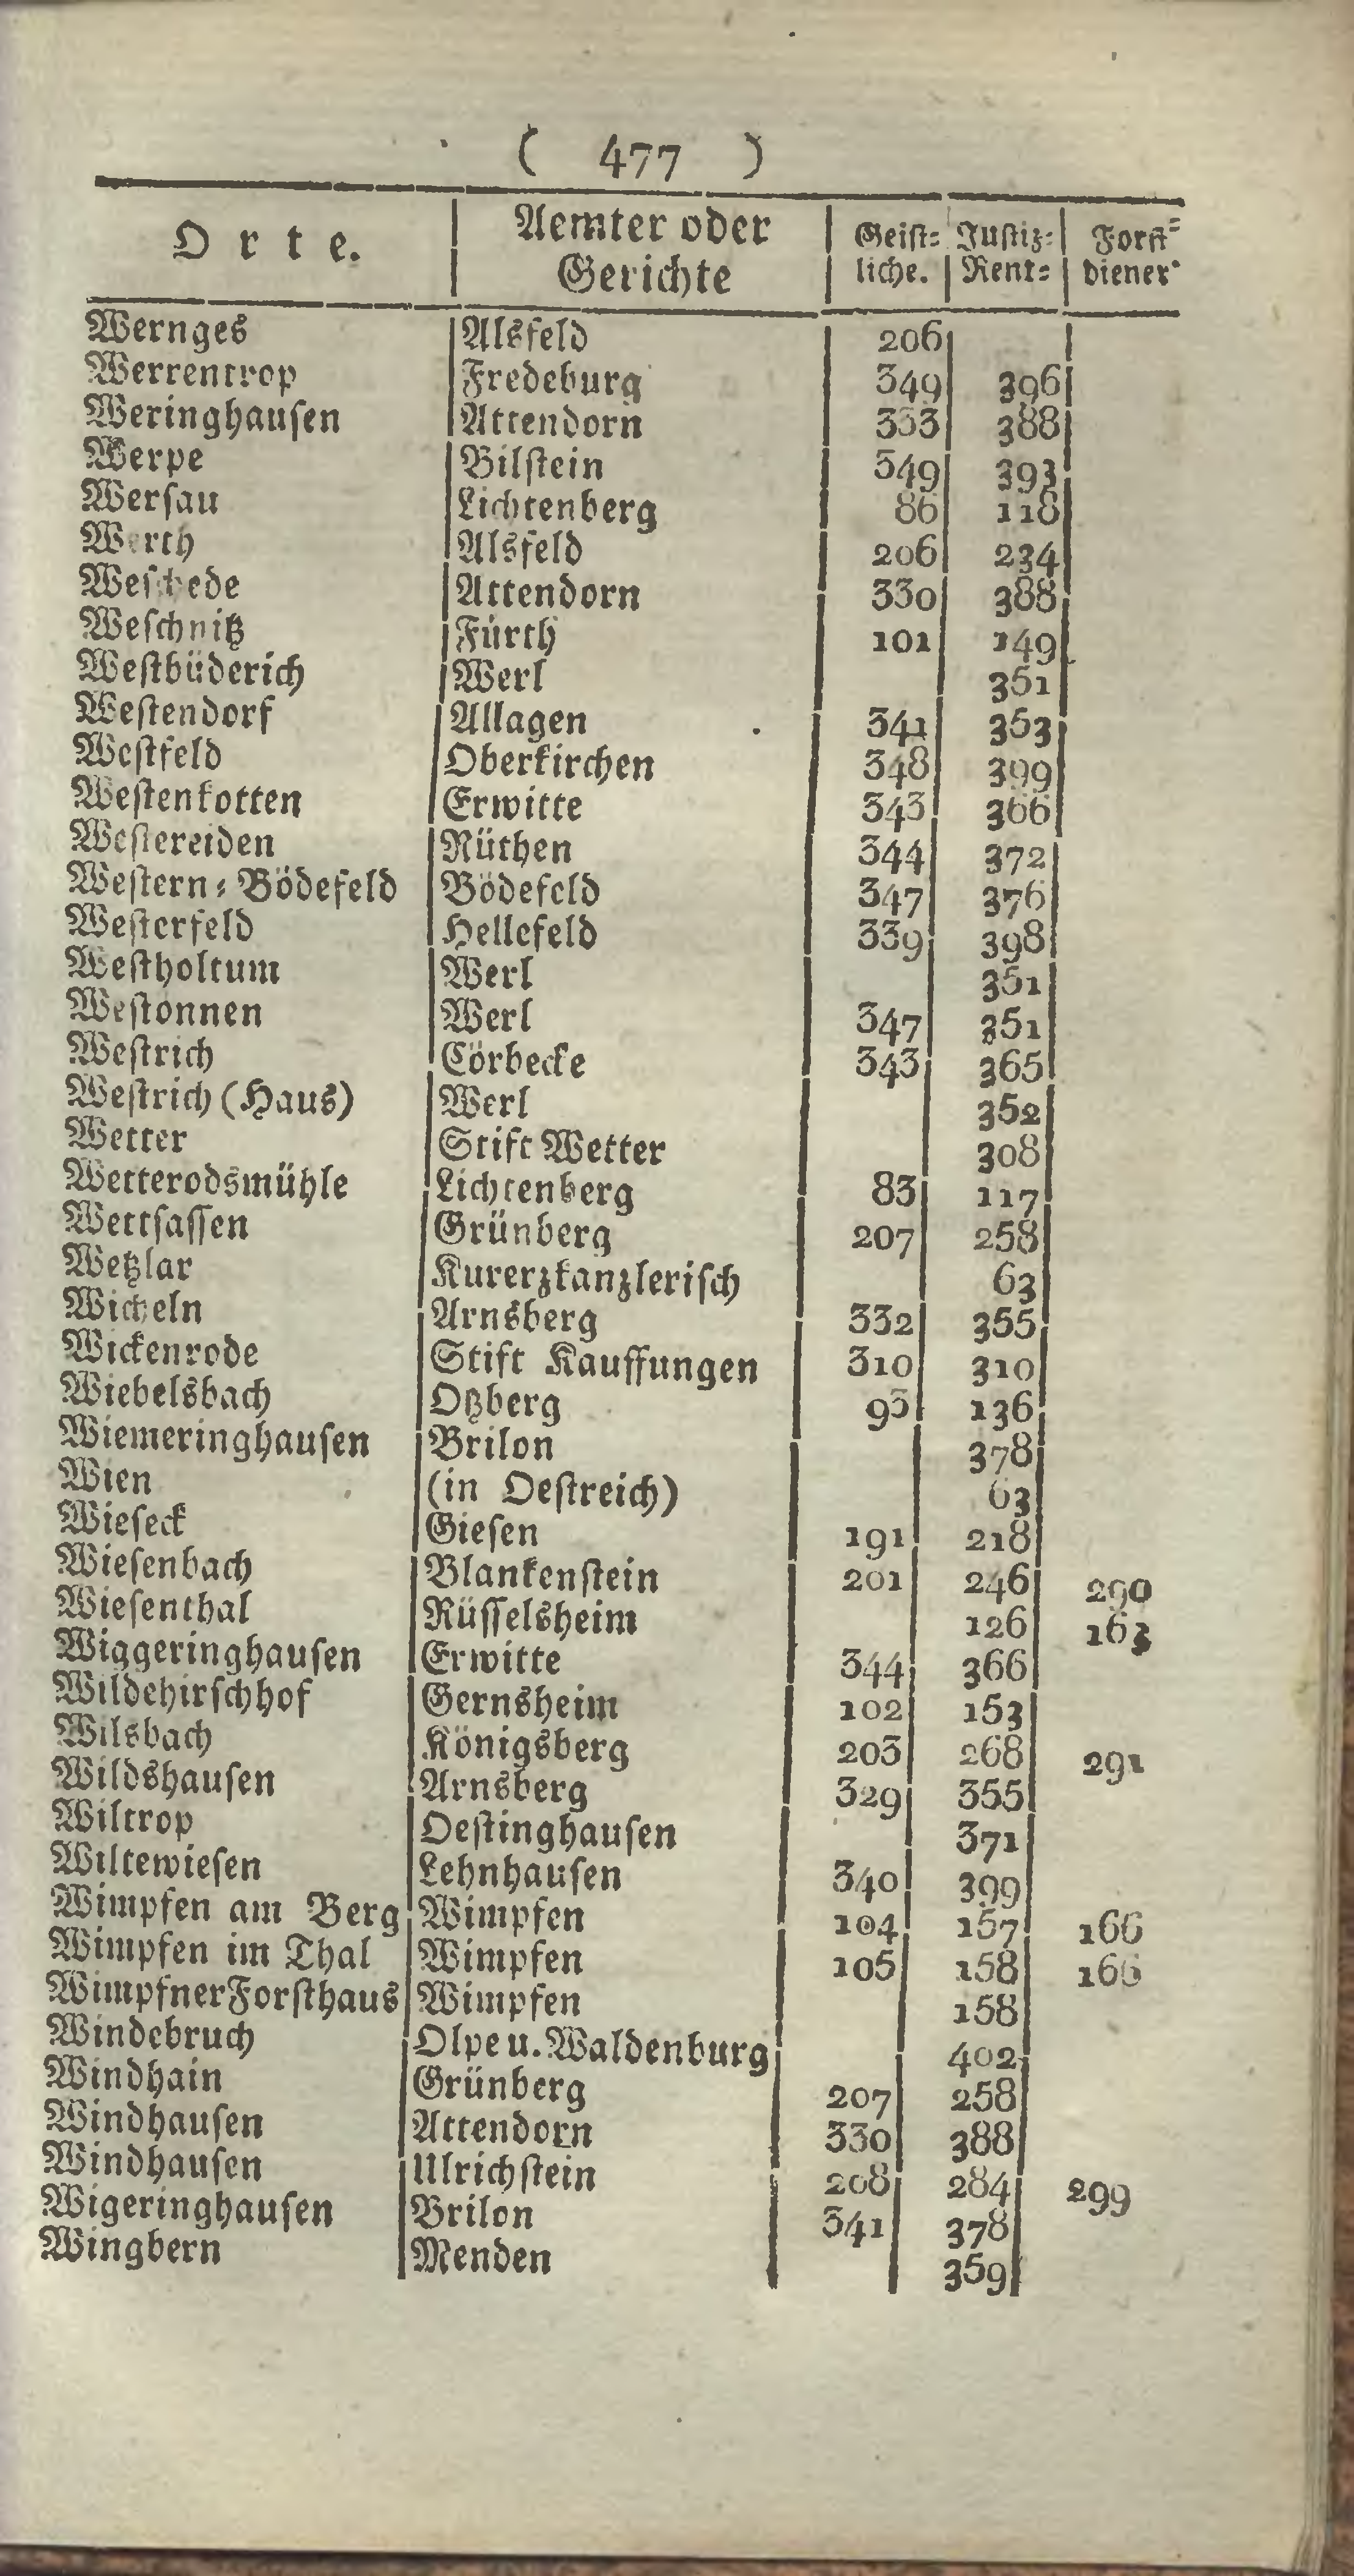 ( 477 )
Orte. Aemter oder Gerichte Geist⸗ liche. Justiz⸗ Rent⸗ Forst⸗ diener
Wernges Alsfeld 206
Werrentrop Fredeburg 349 396
Weringhauſen Attendorn 333 388
Werpe Bilſtein 349 393
Werſau Lichtenberg 86 118
Werth Alsfeld 206 234
Weſchede Attendorn 330 388
Weſchnitz Fürth 101 149
Weſtbüderich Werl 351
Weſtendorf Allagen 341 353
Weſtfeld Oberkirchen 348 399
Weſtenkotten Erwitte 343 366
Weſtereiden Rüthen 344 372
Weſtern⸗Bödefeld Bödefeld 347 376
Weſterfeld Hellefeld 339 398
Weſtholtum Werl 351
Weſtönnen Werl 347 351
Weſtrich Cörbecke 343 365
Weſtrich (Haus) Werl 352
Wetter Stift Wetter 308
Wetterodsmühle Lichtenberg 83 117
Wettſaſſen Grünberg 207 258
Wetzlar Kurerzkanzleriſch 63
Wicheln Arnsberg 332 355
Wickenrode Stift Kauffungen 310 310
Wiebelsbach Otzberg 93 136
Wiemeringhauſen Brilon 378
Wien (in Oeſtreich) 63
Wieſeck Gieſen 191 218
Wieſenbach Blankenſtein 201 246 290
Wieſenthal Rüſſelsheim 126 163
Wiggeringhauſen Erwitte 344 366
Wildehirſchhof Gernsheim 102 153
Wilsbach Königsberg 203 268 291
Wildshauſen Arnsberg 329 355
Wiltrop Oeſtinghauſen 371
Wiltewieſen Lehnhauſen 340 399
Wimpfen am Berg Wimpfen 104 157 166
Wimpfen im Thal Wimpfen 105 158 166
Wimpfner Forſthaus Wimpfen 158
Windebruch Olpe u. Waldenburg 402
Windhain Grünberg 207 258
Windhauſen Attendorn 330 388
Windhauſen Ulrichſtein 208 284 299
Wigeringhauſen Brilon 341 378
Wingbern Menden 359